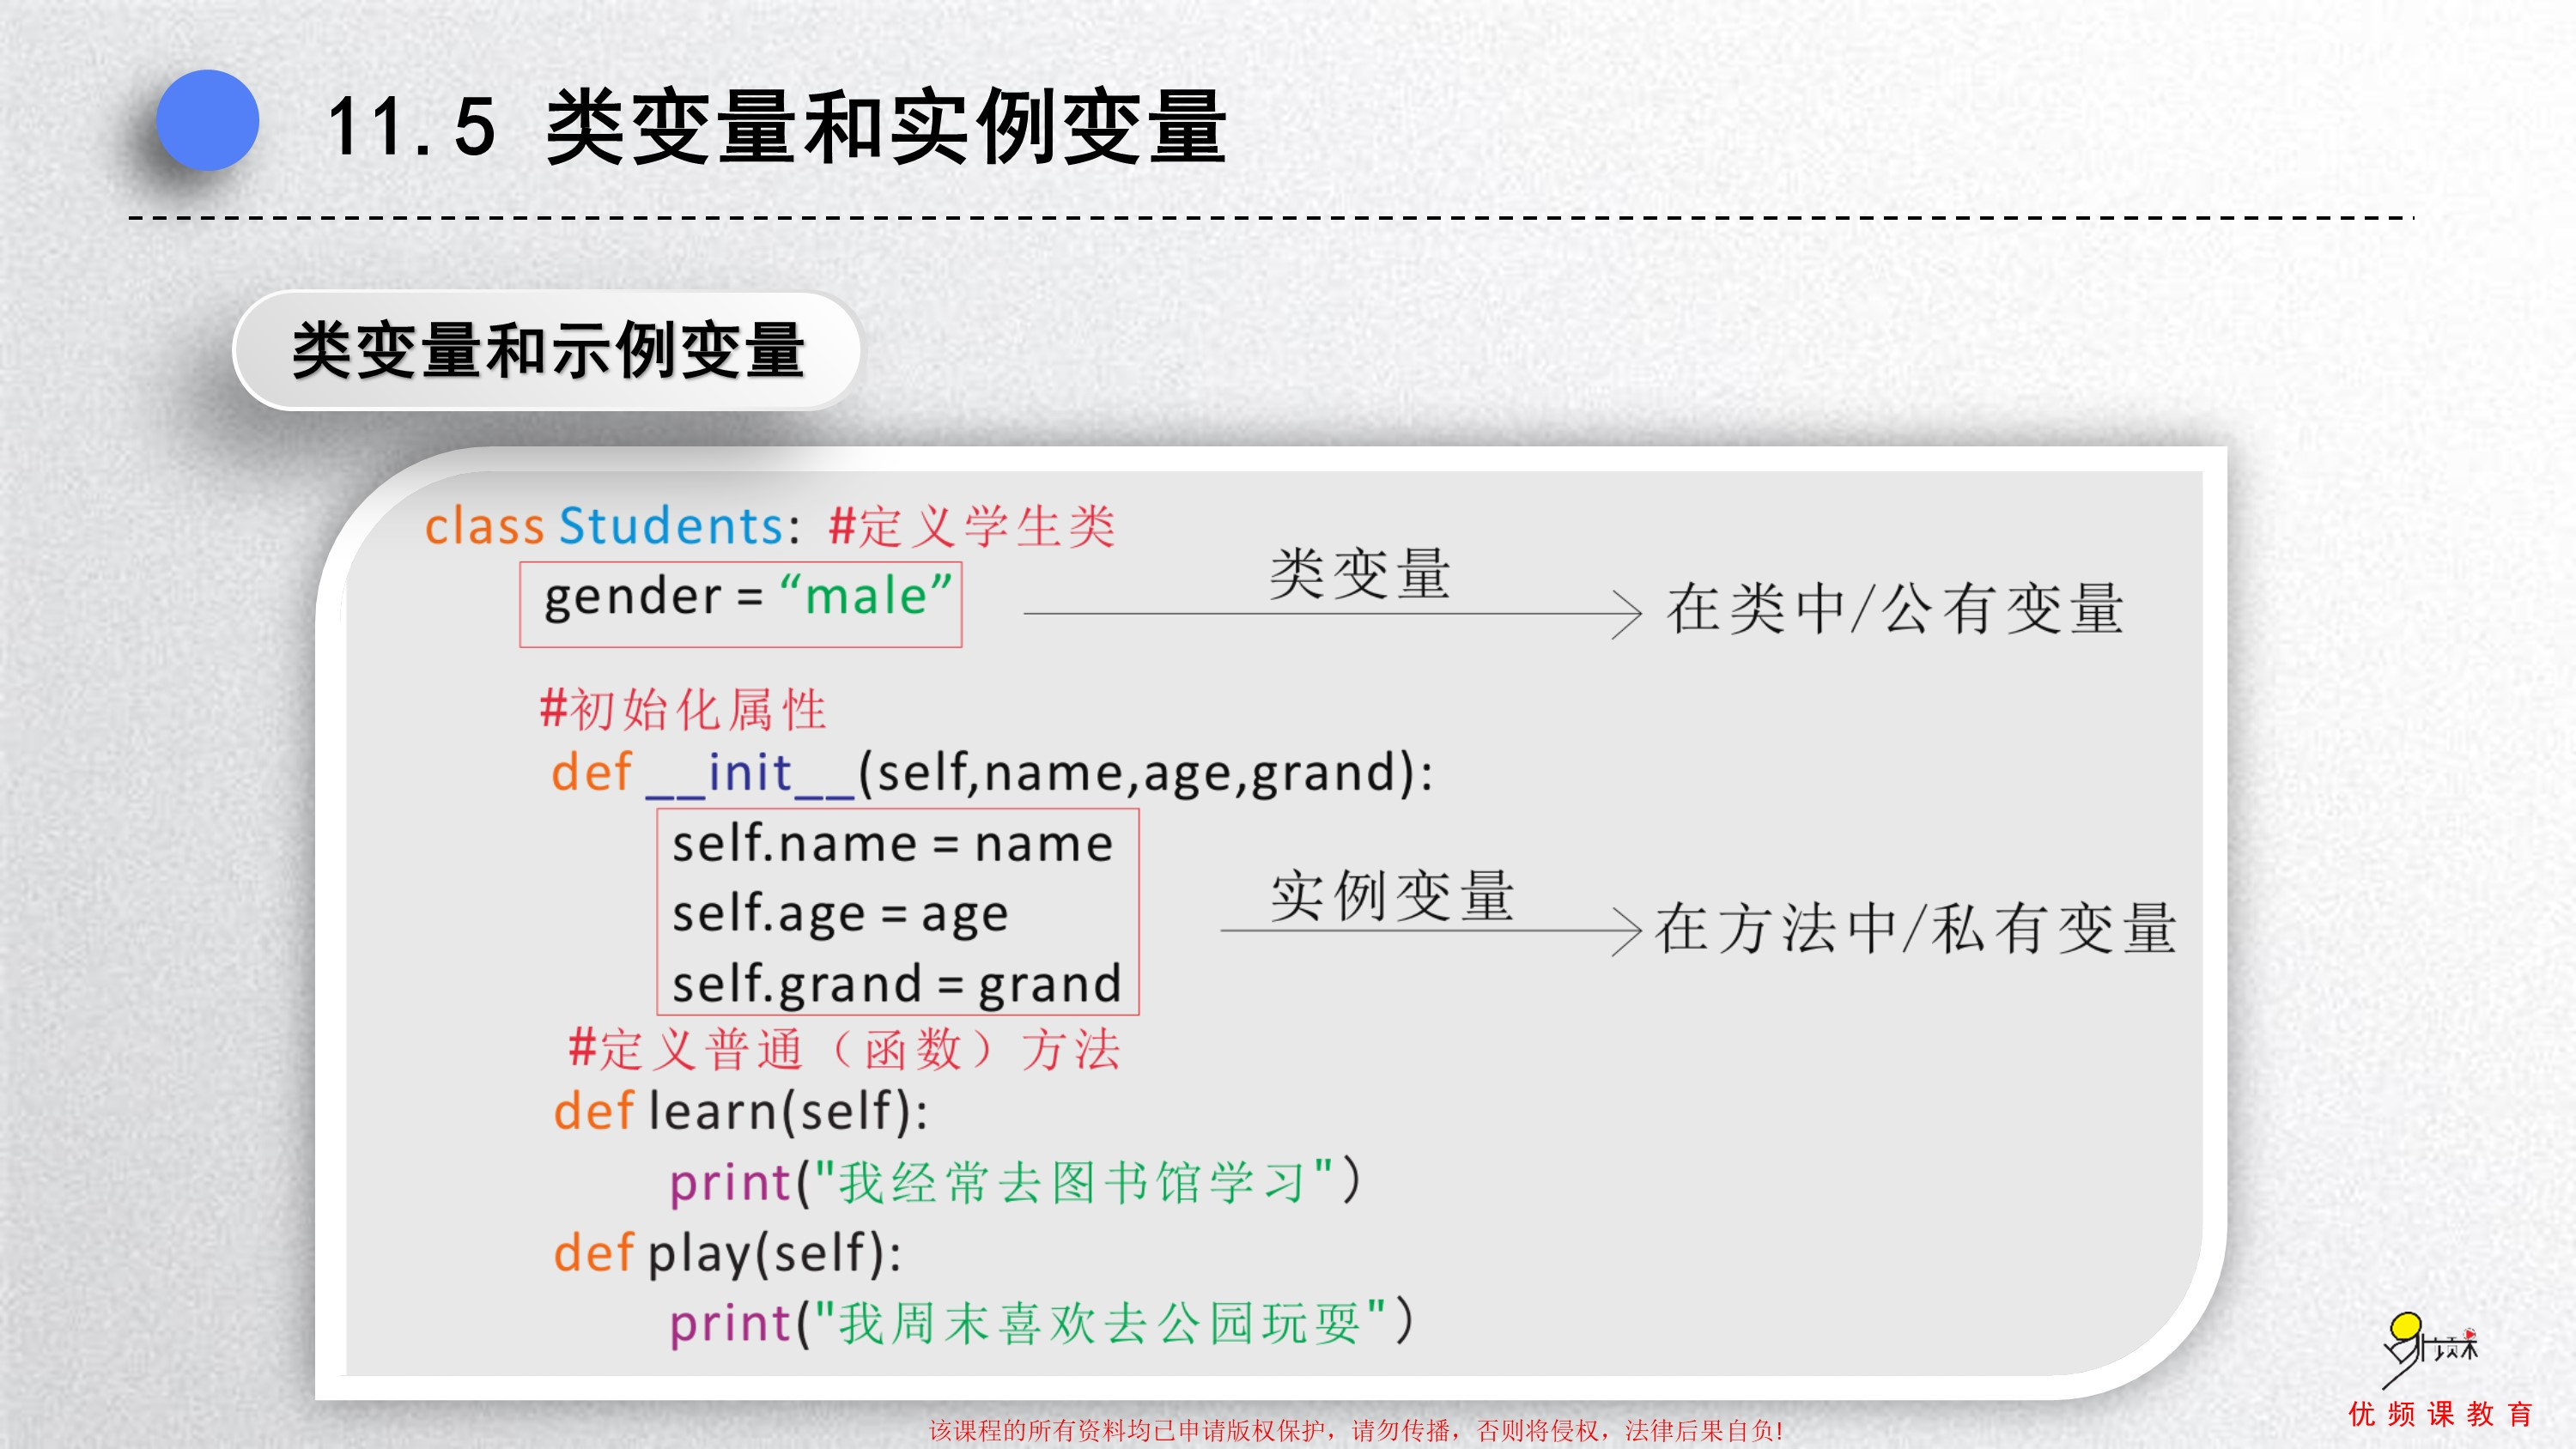 11.5 类变量和实例变量
类变量和示例变量
class Students: #定义学生类
gender = “male”
类变量
在类中/公有变量
#初始化属性
def __init__(self,name,age,grand):
self.name = name
self.age = age
self.grand = grand
实例变量
在方法中/私有变量
#定义普通（函数）方法
def learn(self):
print("我经常去图书馆学习")
def play(self):
print("我周末喜欢去公园玩耍")
优频课教育
该课程的所有资料均已申请版权保护，请勿传播，否则将侵权，法律后果自负!